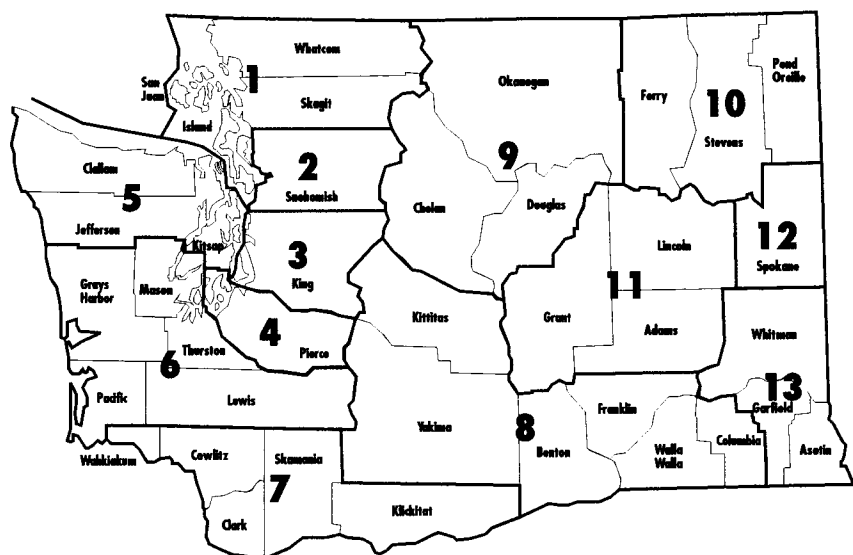 Whatcom
San
Juan
1
Skagit
Island
Okanogan
Ferry
10
Stevens
Pend
Oreille
Clallam
5
Jefferson
2
Snohomish
9
Chelan
Douglas
Kitsap
3
King
Lincoln
12
Spokane
Grays
Harbor
Mason
4
Pierce
Kittitas
Grant
11
Adams
Whitman
Thurston
6
Pacific
Lewis
Yakima
8
Benton
Franklin
Walla
Walla
Columbia
13
Garfield
Asotin
Wahkiakum
Cowlitz
Skamania
7
Clark
Klickitat